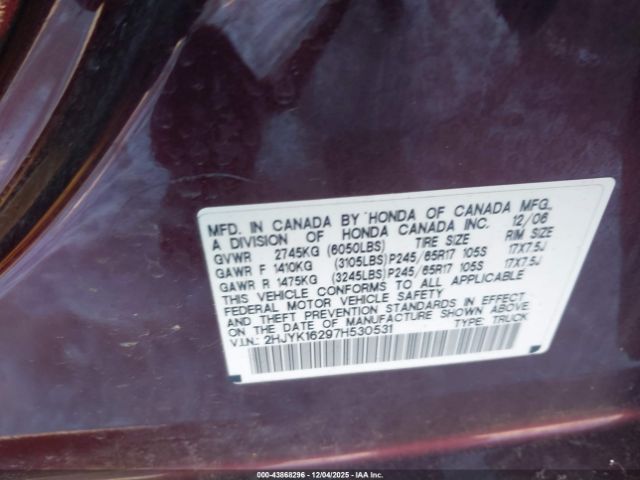 MFD. IN CANADA BY HONDA OF CANADA MFG.,
A DIVISION OF HONDA CANADA INC. 12/06
GVWR 2745KG (6050LBS) TIRE SIZE RIM SIZE
GAWR F 1410KG (3105LBS) P245/65R17 105S 17X7.5J
GAWR R 1475KG (3245LBS) P245/65R17 105S 17X7.5J
THIS VEHICLE CONFORMS TO ALL APPLICABLE
FEDERAL MOTOR VEHICLE SAFETY
AND THEFT PREVENTION STANDARDS IN EFFECT
ON THE DATE OF MANUFACTURE SHOWN ABOVE.
V.I.N.: 2HJYK16297H530531 TYPE: TRUCK
000-43868296 - 12/04/2025 - IAA Inc.